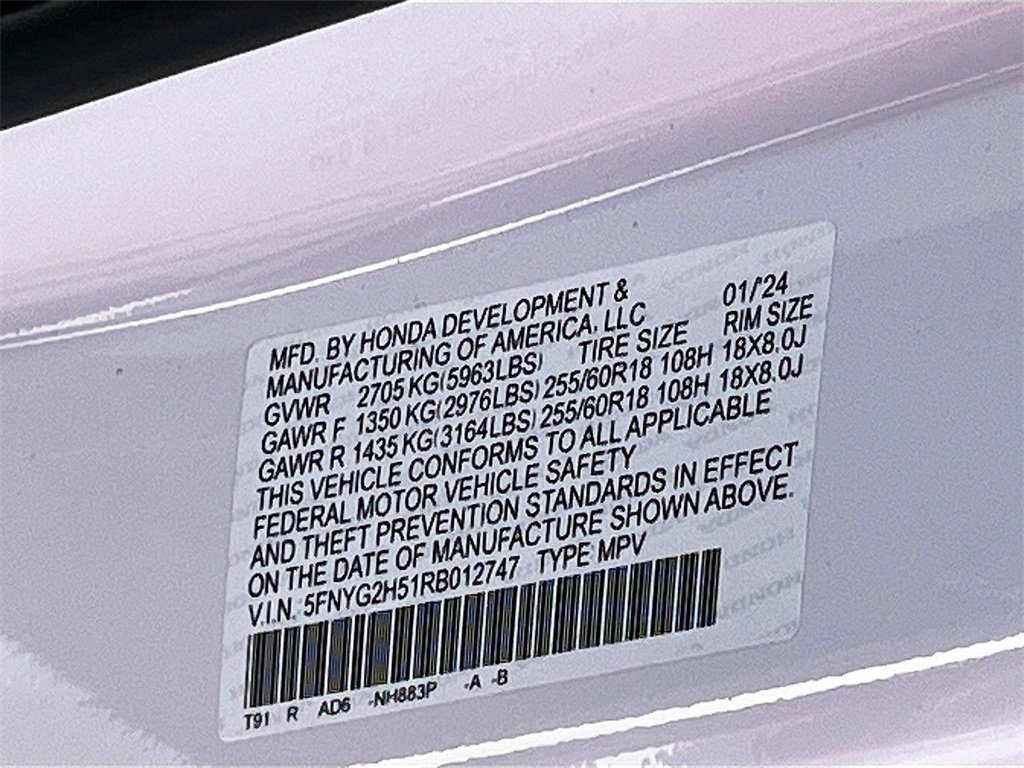 MFD. BY HONDA DEVELOPMENT & 01/'24
MANUFACTURING OF AMERICA, LLC
GVWR 2705 KG(5963LBS) TIRE SIZE RIM SIZE
GAWR F 1350 KG(2976LBS) 255/60R18 108H 18X8.0J
GAWR R 1435 KG(3164LBS) 255/60R18 108H 18X8.0J
THIS VEHICLE CONFORMS TO ALL APPLICABLE
FEDERAL MOTOR VEHICLE SAFETY
AND THEFT PREVENTION STANDARDS IN EFFECT
ON THE DATE OF MANUFACTURE SHOWN ABOVE.
V.I.N. 5FNYG2H51RB012747 TYPE MPV
T91 R AD6 -NH883P -A -B